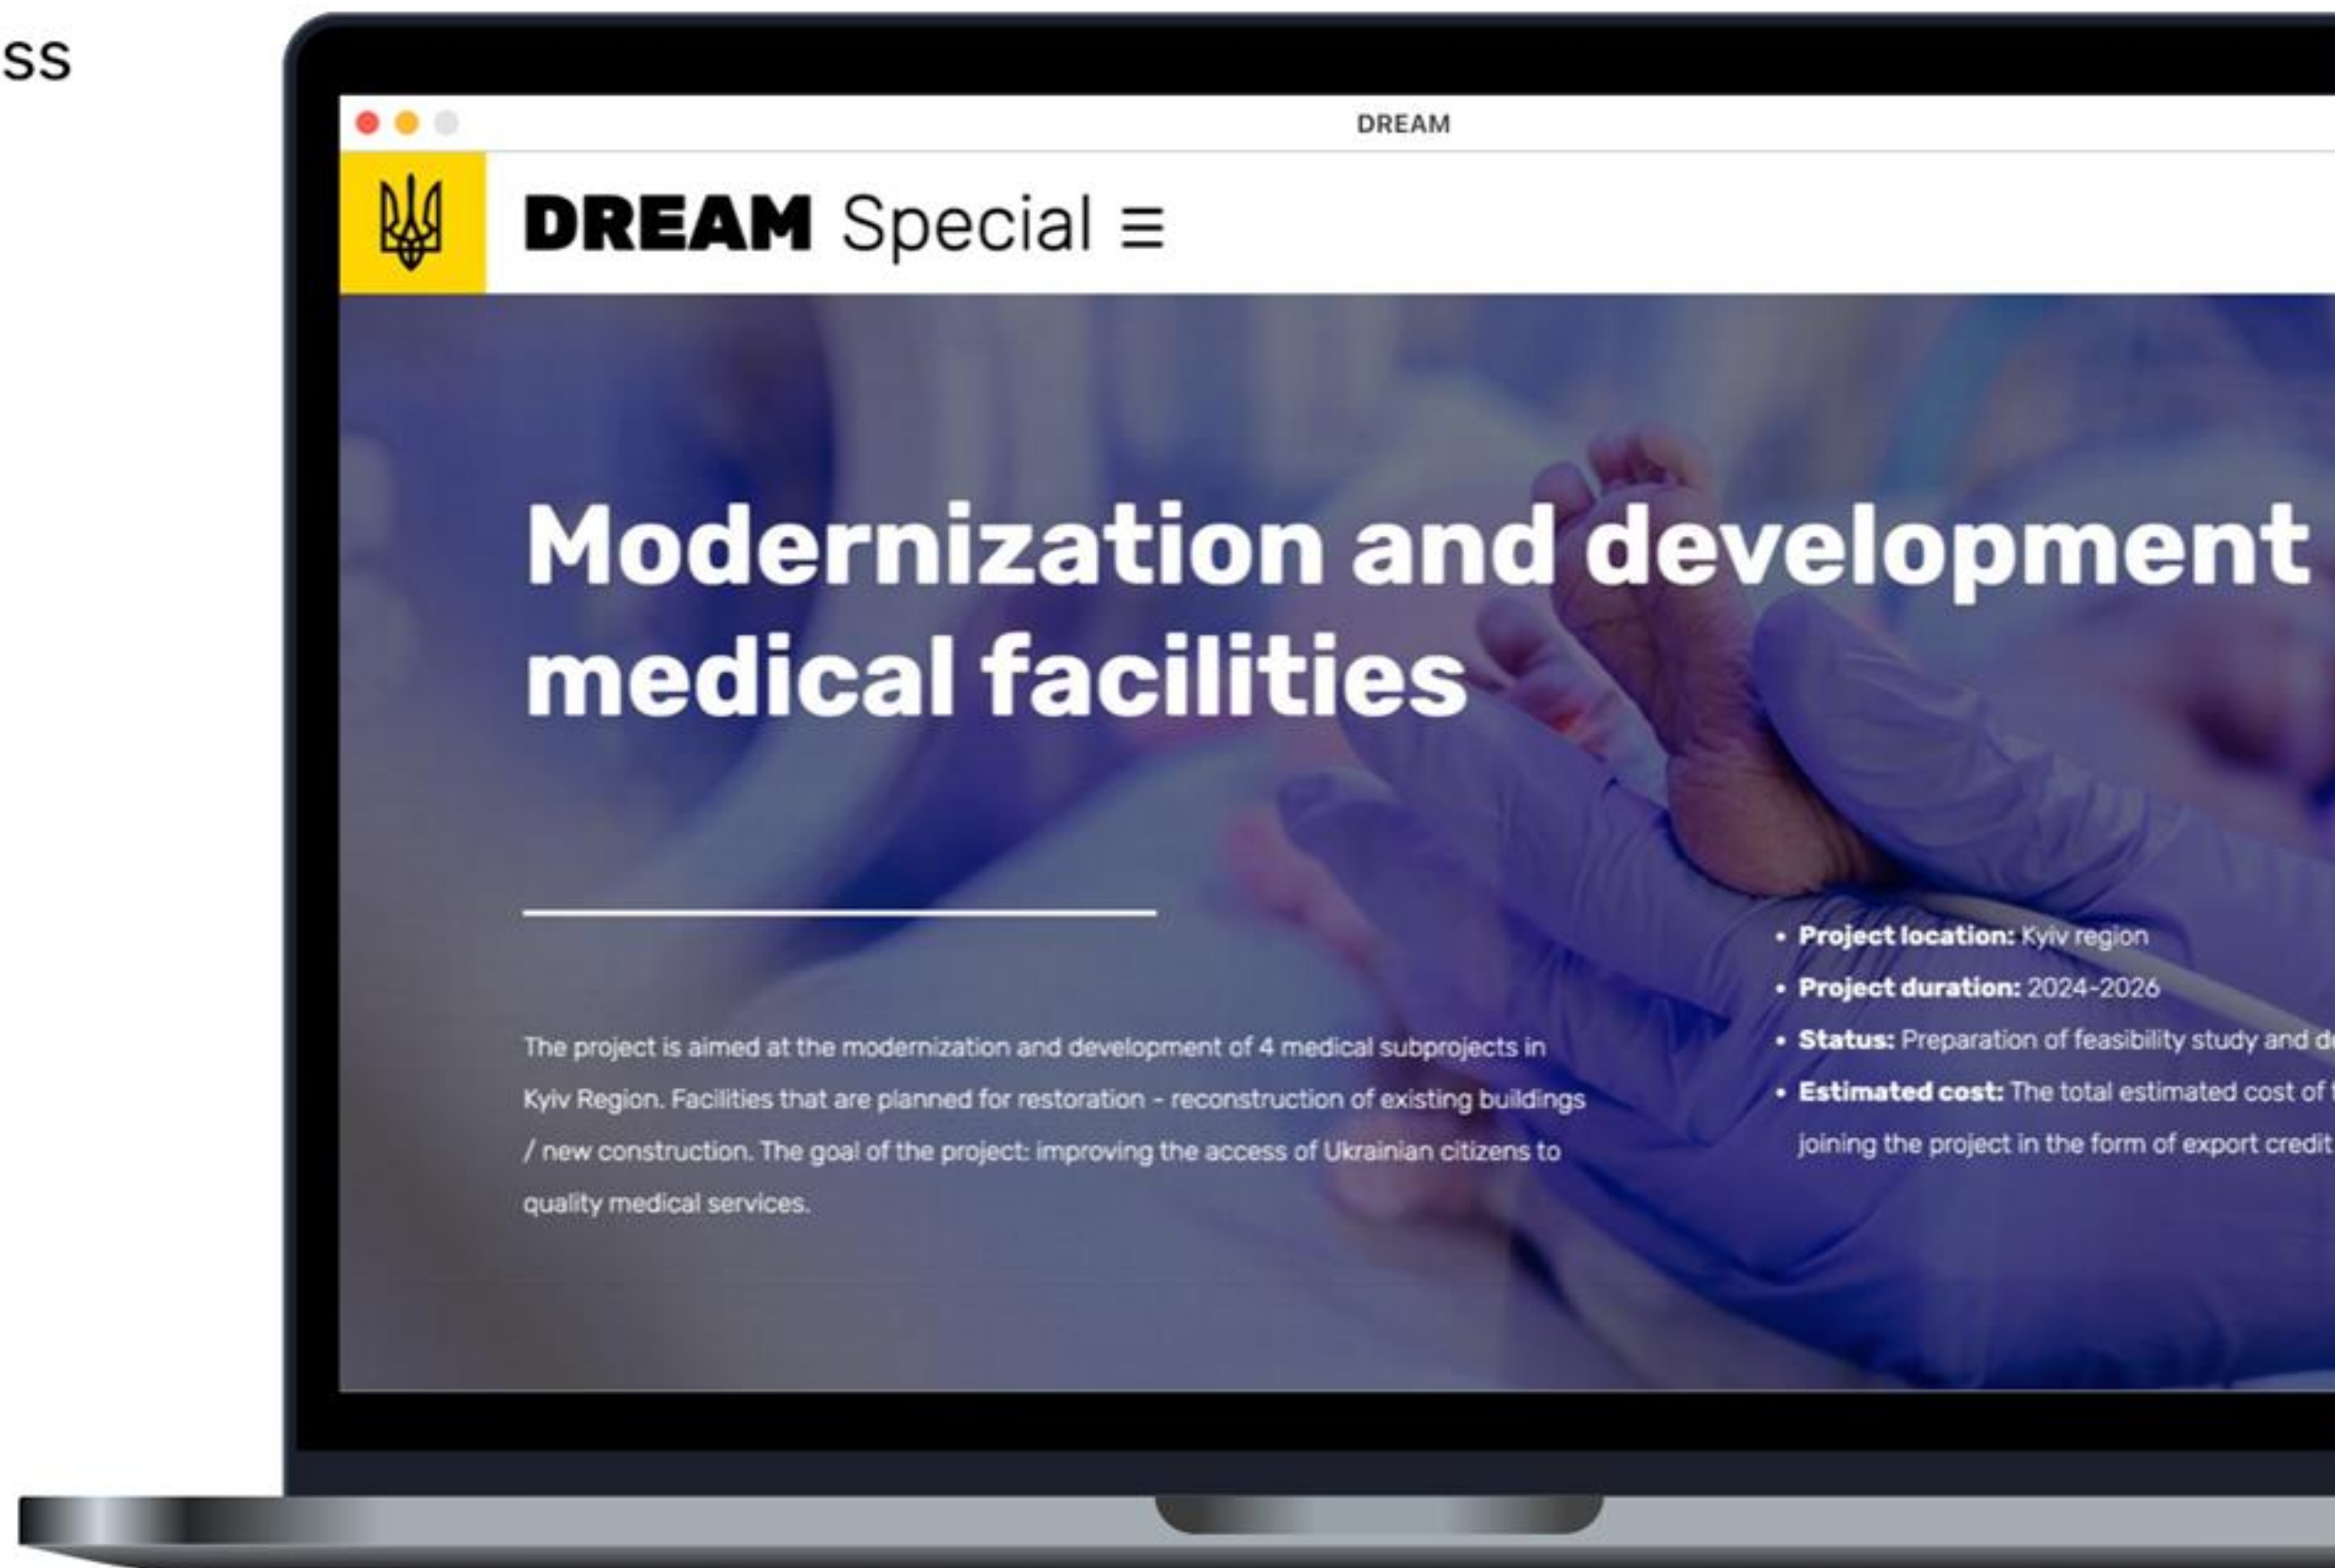 ss
DREAM
DREAM Special
Modernization and development
medical facilities
The project is aimed at the modernization and development of 4 medical subprojects in
Kyiv Region. Facilities that are planned for restoration - reconstruction of existing buildings
/ new construction. The goal of the project: improving the access of Ukrainian citizens to
quality medical services.
• Project location: Kyiv region
• Project duration: 2024-2026
• Status: Preparation of feasibility study and
• Estimated cost: The total estimated cost of
joining the project in the form of export credit